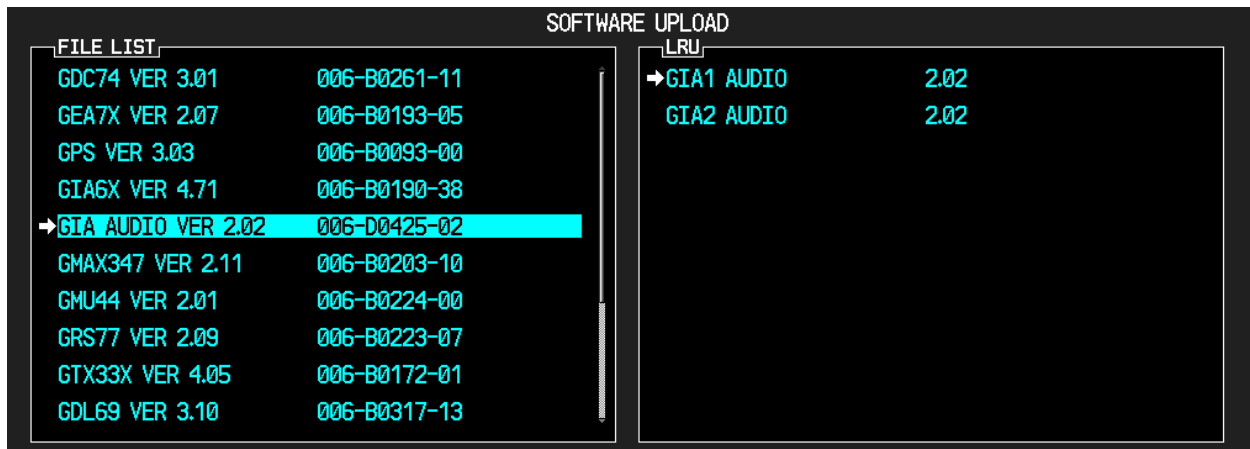 SOFTWARE UPLOAD
FILE LIST
GDC74 VER 3.01 006-B0261-11
GEA7X VER 2.07 006-B0193-05
GPS VER 3.03 006-B0093-00
GIA6X VER 4.71 006-B0190-38
GIA AUDIO VER 2.02 006-D0425-02
GMAX347 VER 2.11 006-B0203-10
GMU44 VER 2.01 006-B0224-00
GRS77 VER 2.09 006-B0223-07
GTX33X VER 4.05 006-B0172-01
GDL69 VER 3.10 006-B0317-13
LRU
GIA1 AUDIO 2.02
GIA2 AUDIO 2.02